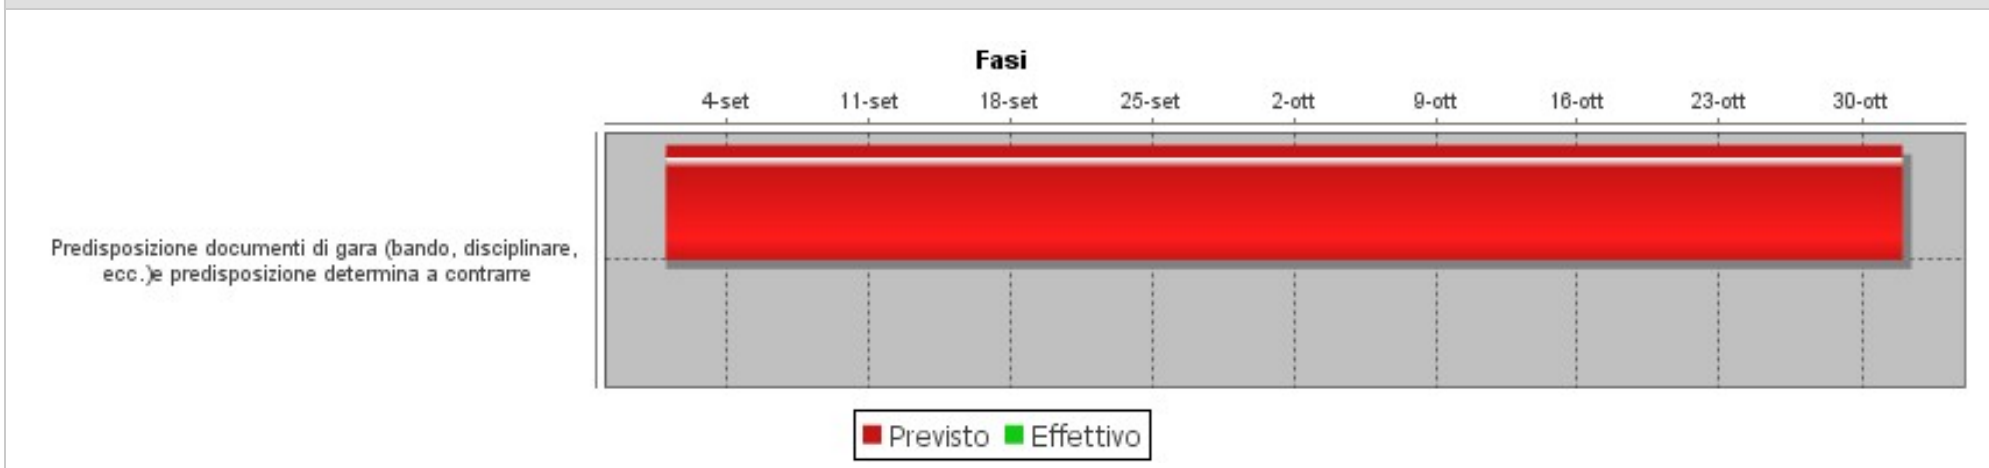 Fasi
4-set 11-set 18-set 25-set 2-ott 9-ott 16-ott 23-ott 30-ott
Predisposizione documenti di gara (bando, disciplinare,
ecc.)e predisposizione determina a contrarre
Previsto Effettivo